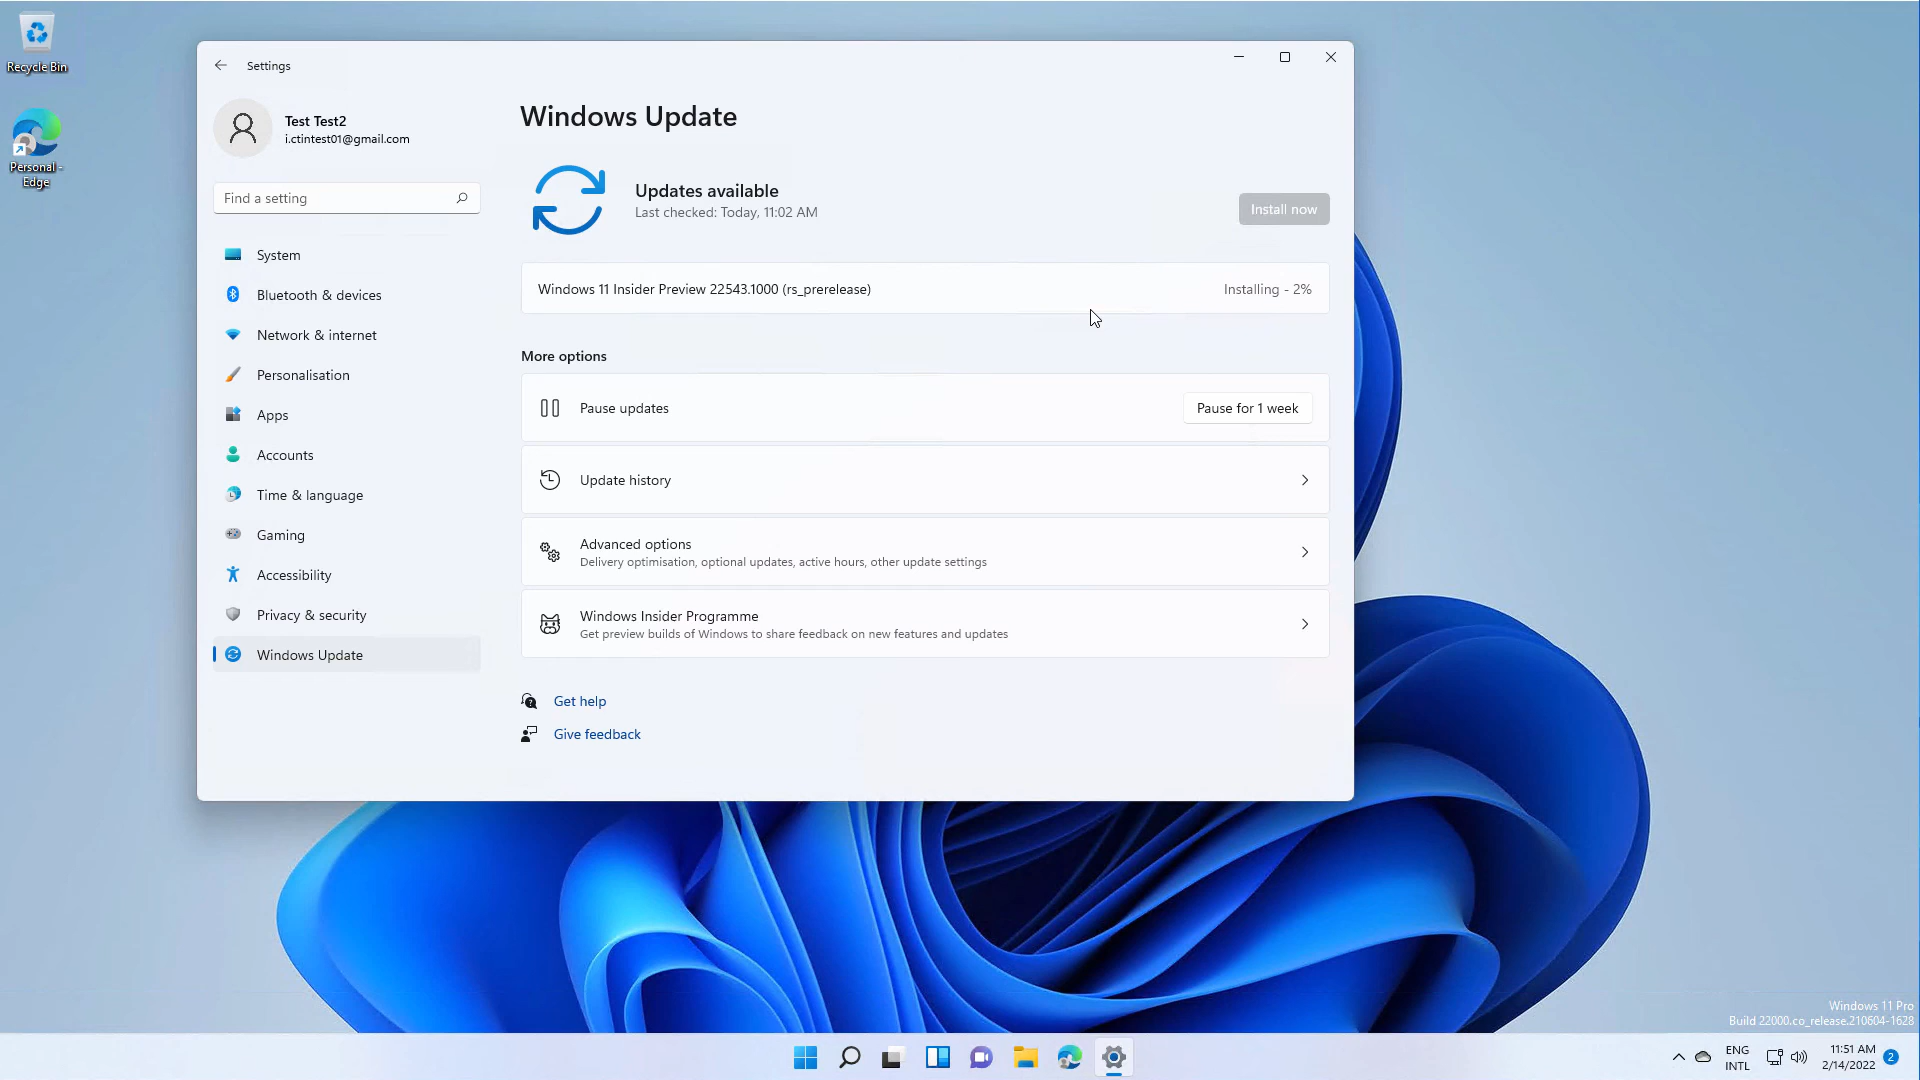 Recycle Bin
Personal -
Edge
Settings
Test Test2
i.ctintest01@gmail.com
Find a setting
System
Bluetooth & devices
Network & internet
Personalisation
Apps
Accounts
Time & language
Gaming
Accessibility
Privacy & security
Windows Update
Windows Update
Updates available
Last checked: Today, 11:02 AM
Install now
Windows 11 Insider Preview 22543.1000 (rs_prerelease)
Installing - 2%
More options
Pause updates
Pause for 1 week
Update history
Advanced options
Delivery optimisation, optional updates, active hours, other update settings
Windows Insider Programme
Get preview builds of Windows to share feedback on new features and updates
Get help
Give feedback
Windows 11 Pro
Build 22000.co_release.210604-1628
ENG
INTL
11:51 AM
2/14/2022
2